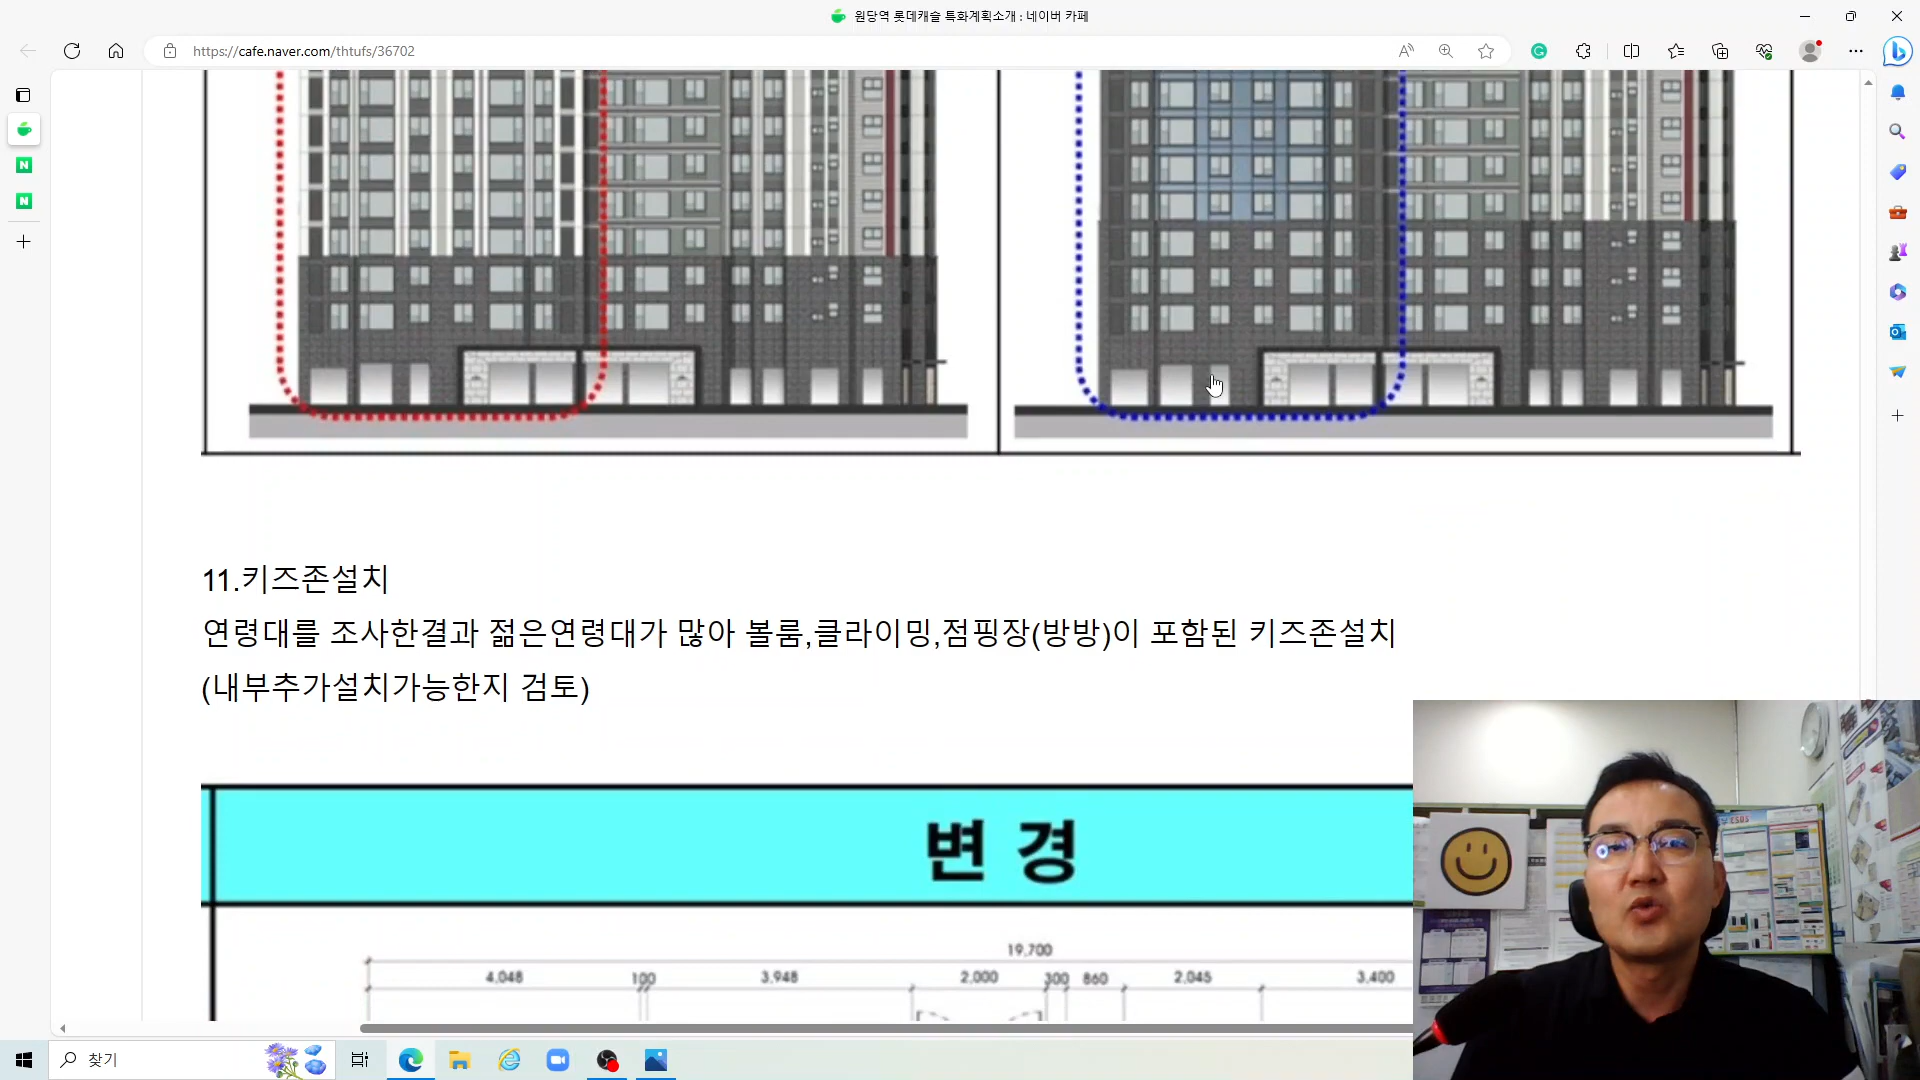 원당역 롯데캐슬 특화계획소개 : 네이버 카페
https://cafe.naver.com/thtufs/36702
11.키즈존설치
연령대를 조사한결과 젊은연령대가 많아 볼룸,클라이밍,점핑장(방방)이 포함된 키즈존설치
(내부추가설치가능한지 검토)
변 경
19,700
4,048 100 3,948 2,000 300 860 2,045 3,400
찾기